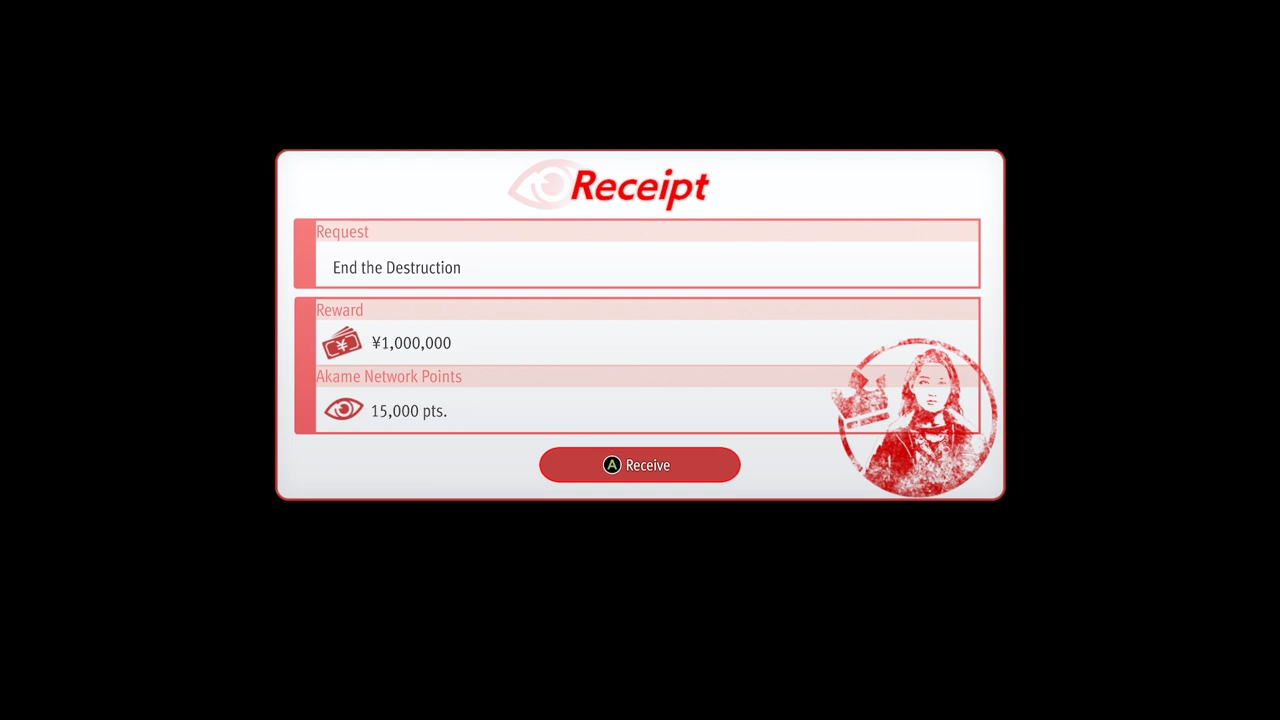 Receipt
Request
End the Destruction
Reward
¥1,000,000
Akame Network Points
15,000 pts.
A Receive